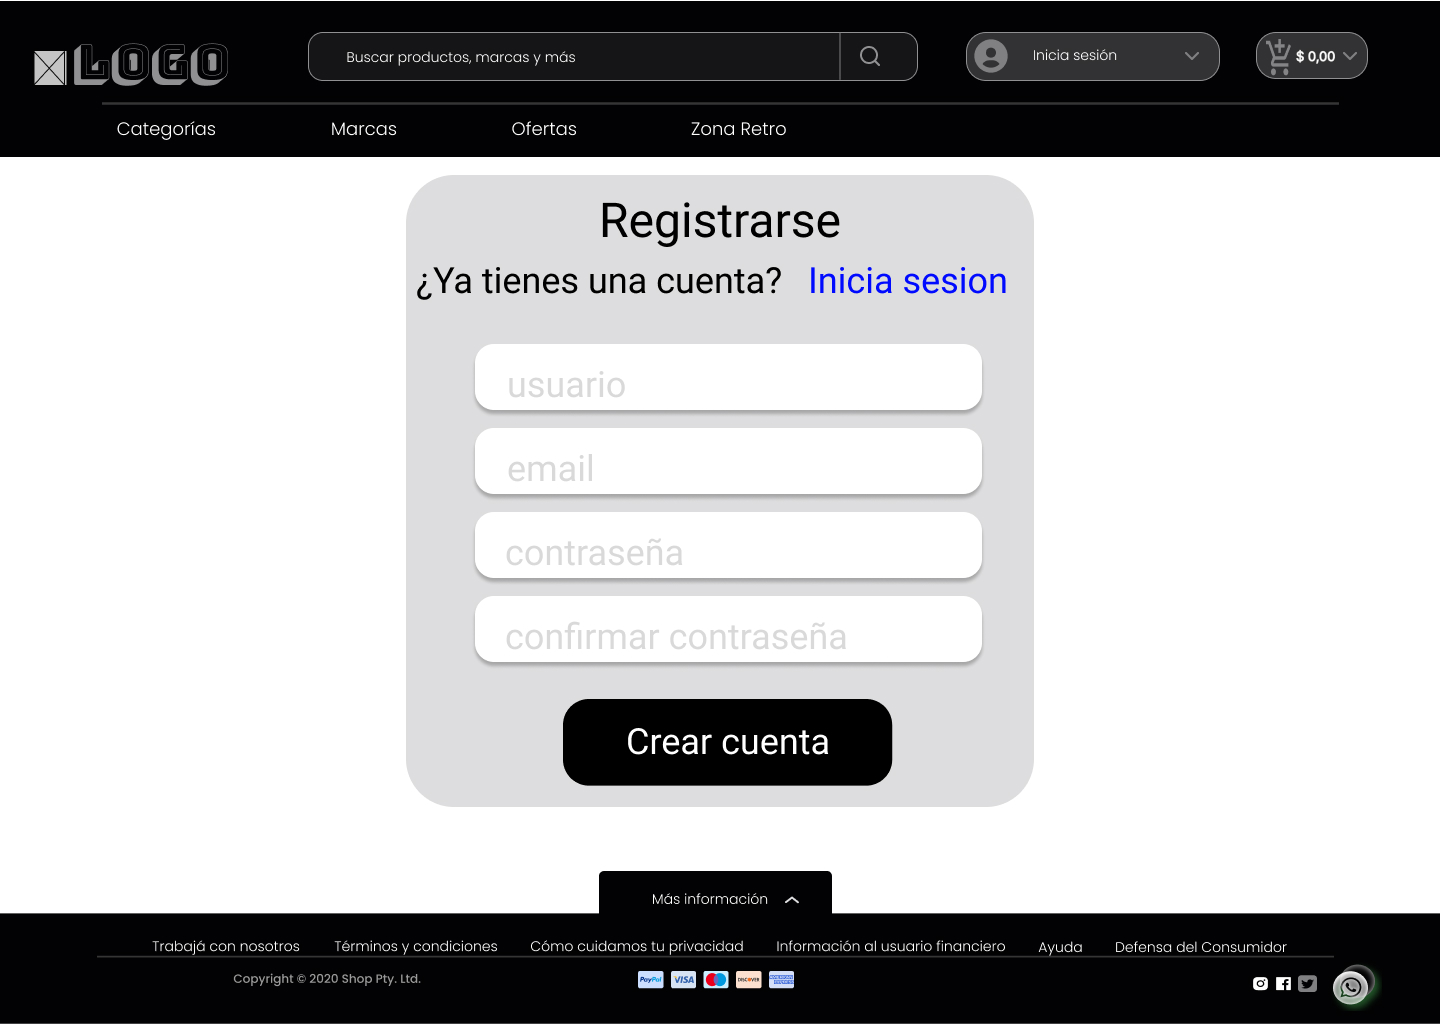 LOGO
Buscar productos, marcas y más
Inicia sesión
$ 0,00
Categorías
Marcas
Ofertas
Zona Retro
Registrarse
¿Ya tienes una cuenta? Inicia sesion
usuario
email
contraseña
confirmar contraseña
Crear cuenta
Más información
Trabajá con nosotros
Términos y condiciones
Cómo cuidamos tu privacidad
Información al usuario financiero
Ayuda
Defensa del Consumidor
Copyright © 2020 Shop Pty. Ltd.
PayPal
VISA
DISCOVER
AMERICAN EXPRESS